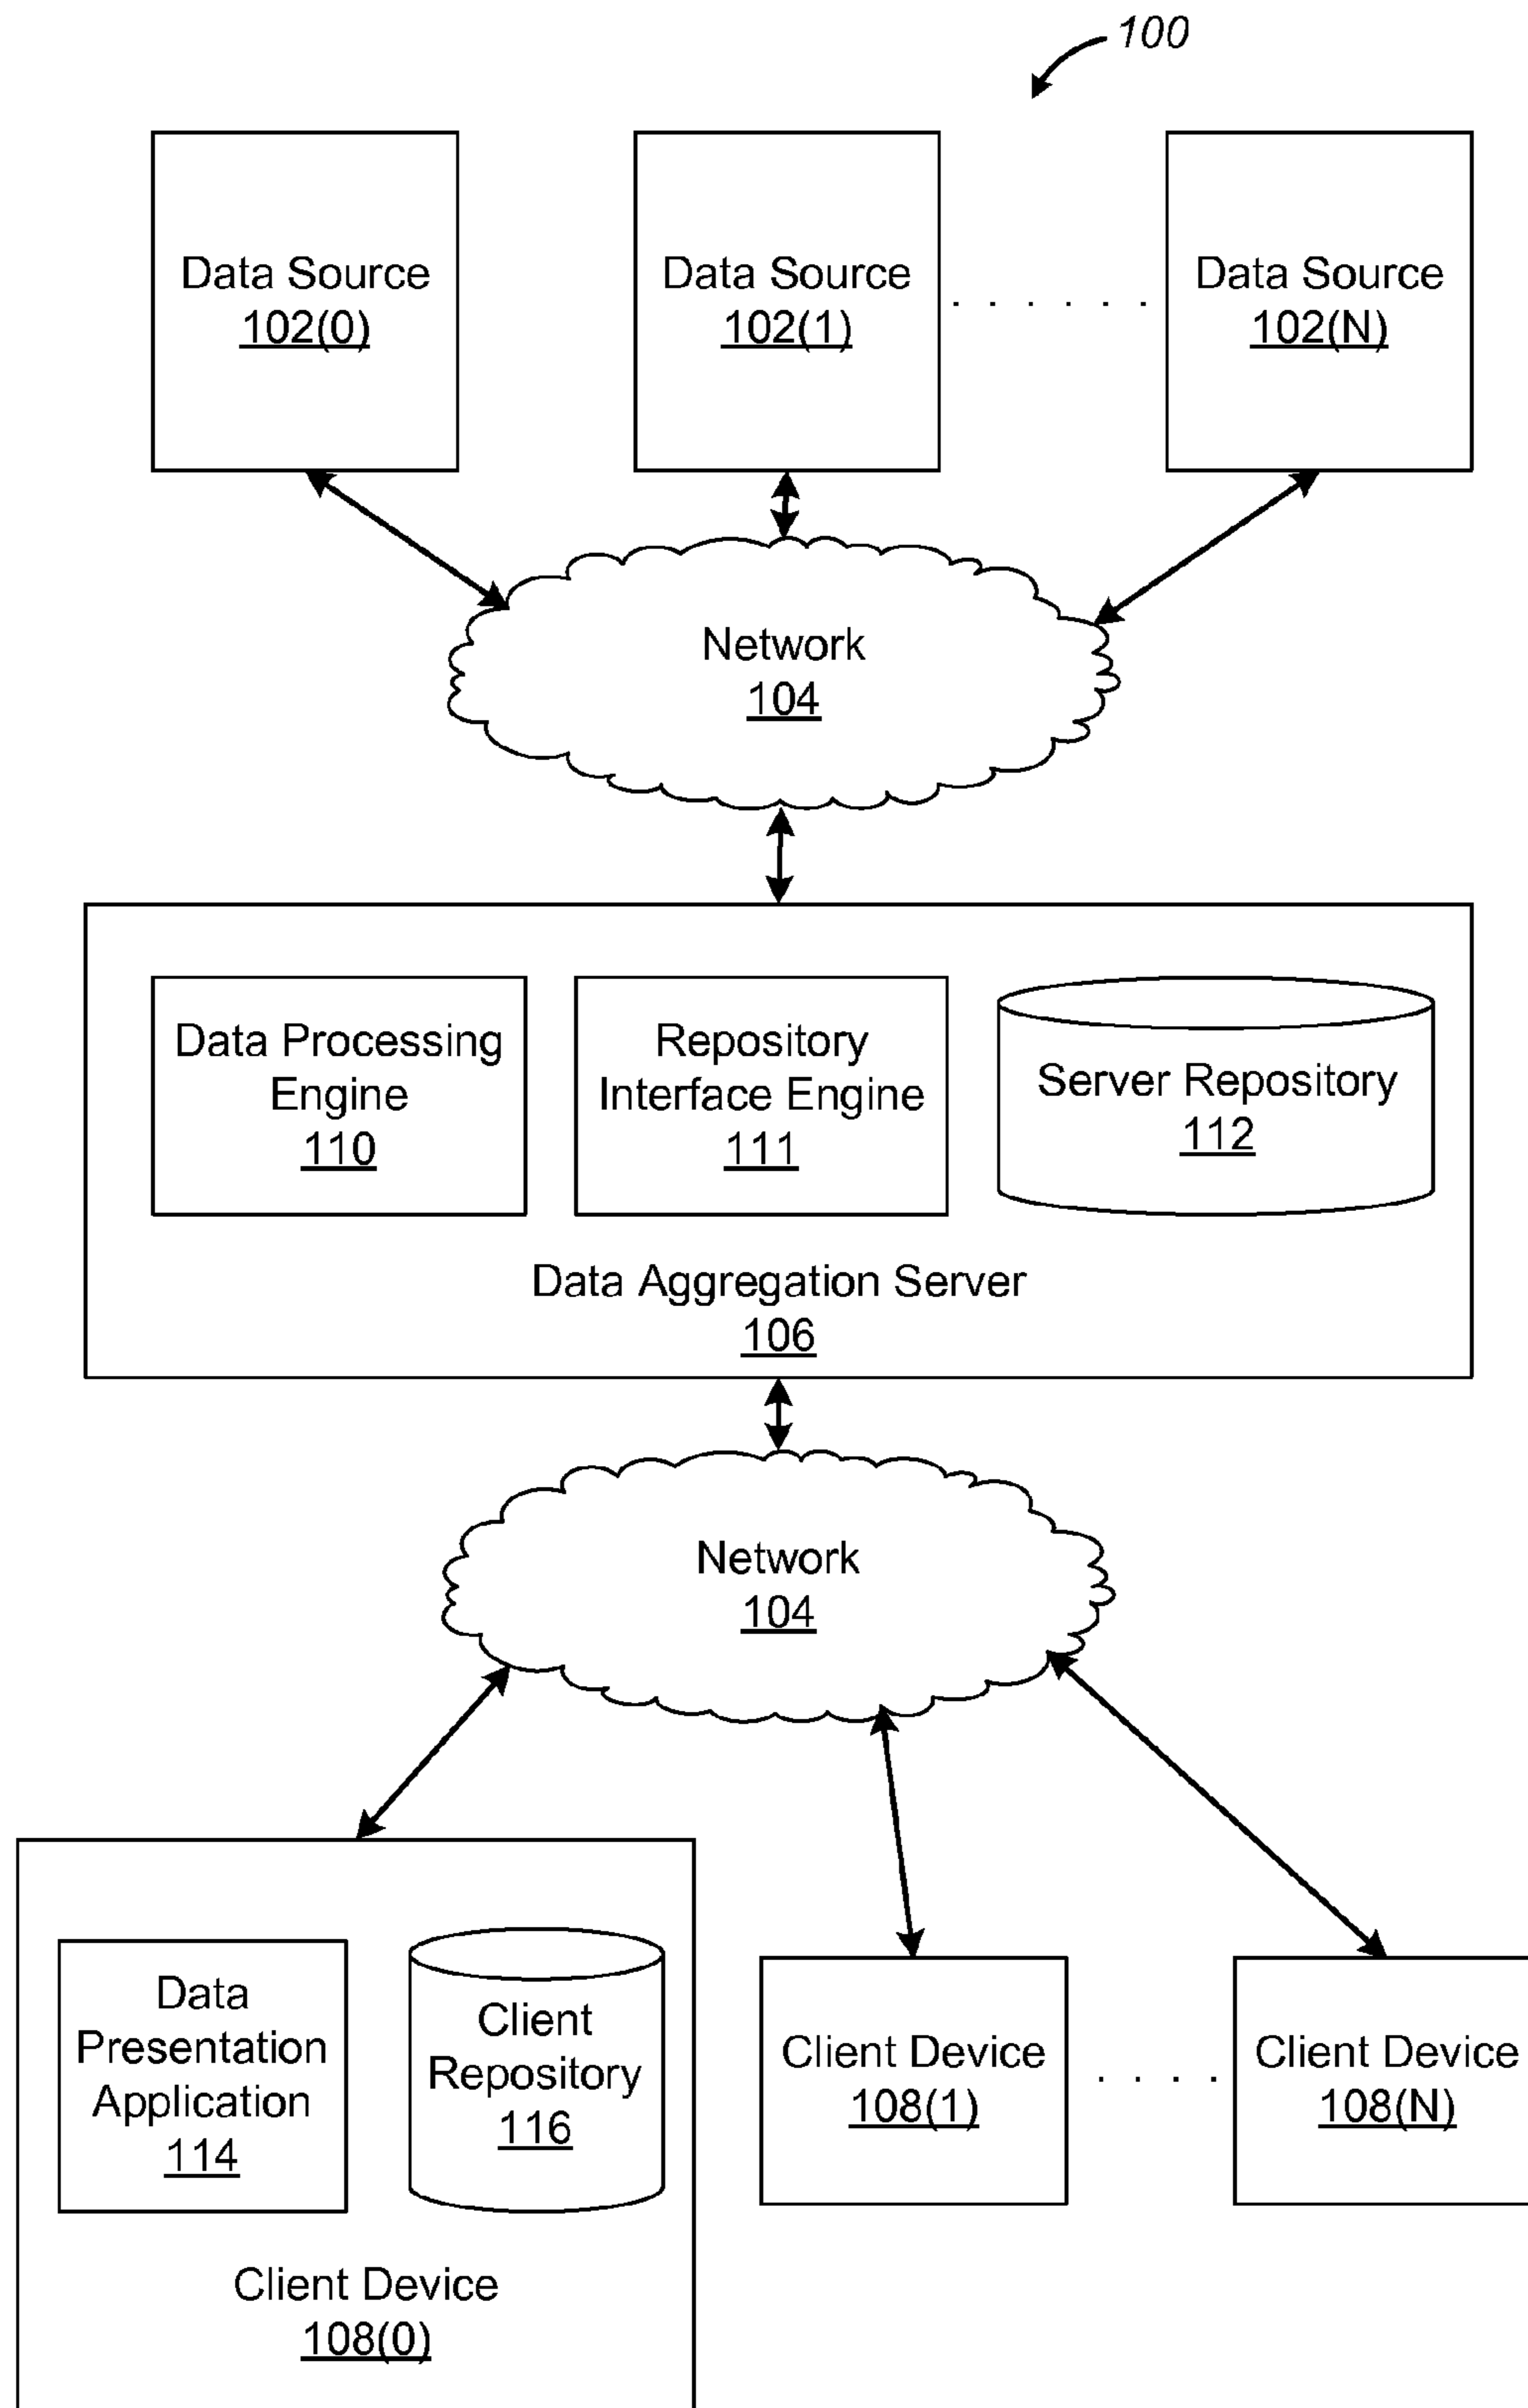 100
Data Source
102(0)
Data Source
102(1)
. . . . . .
Data Source
102(N)
Network
104
Data Processing
Engine
110
Repository
Interface Engine
111
Server Repository
112
Data Aggregation Server
106
Network
104
Data
Presentation
Application
114
Client
Repository
116
Client Device
108(0)
Client Device
108(1)
. . . .
Client Device
108(N)